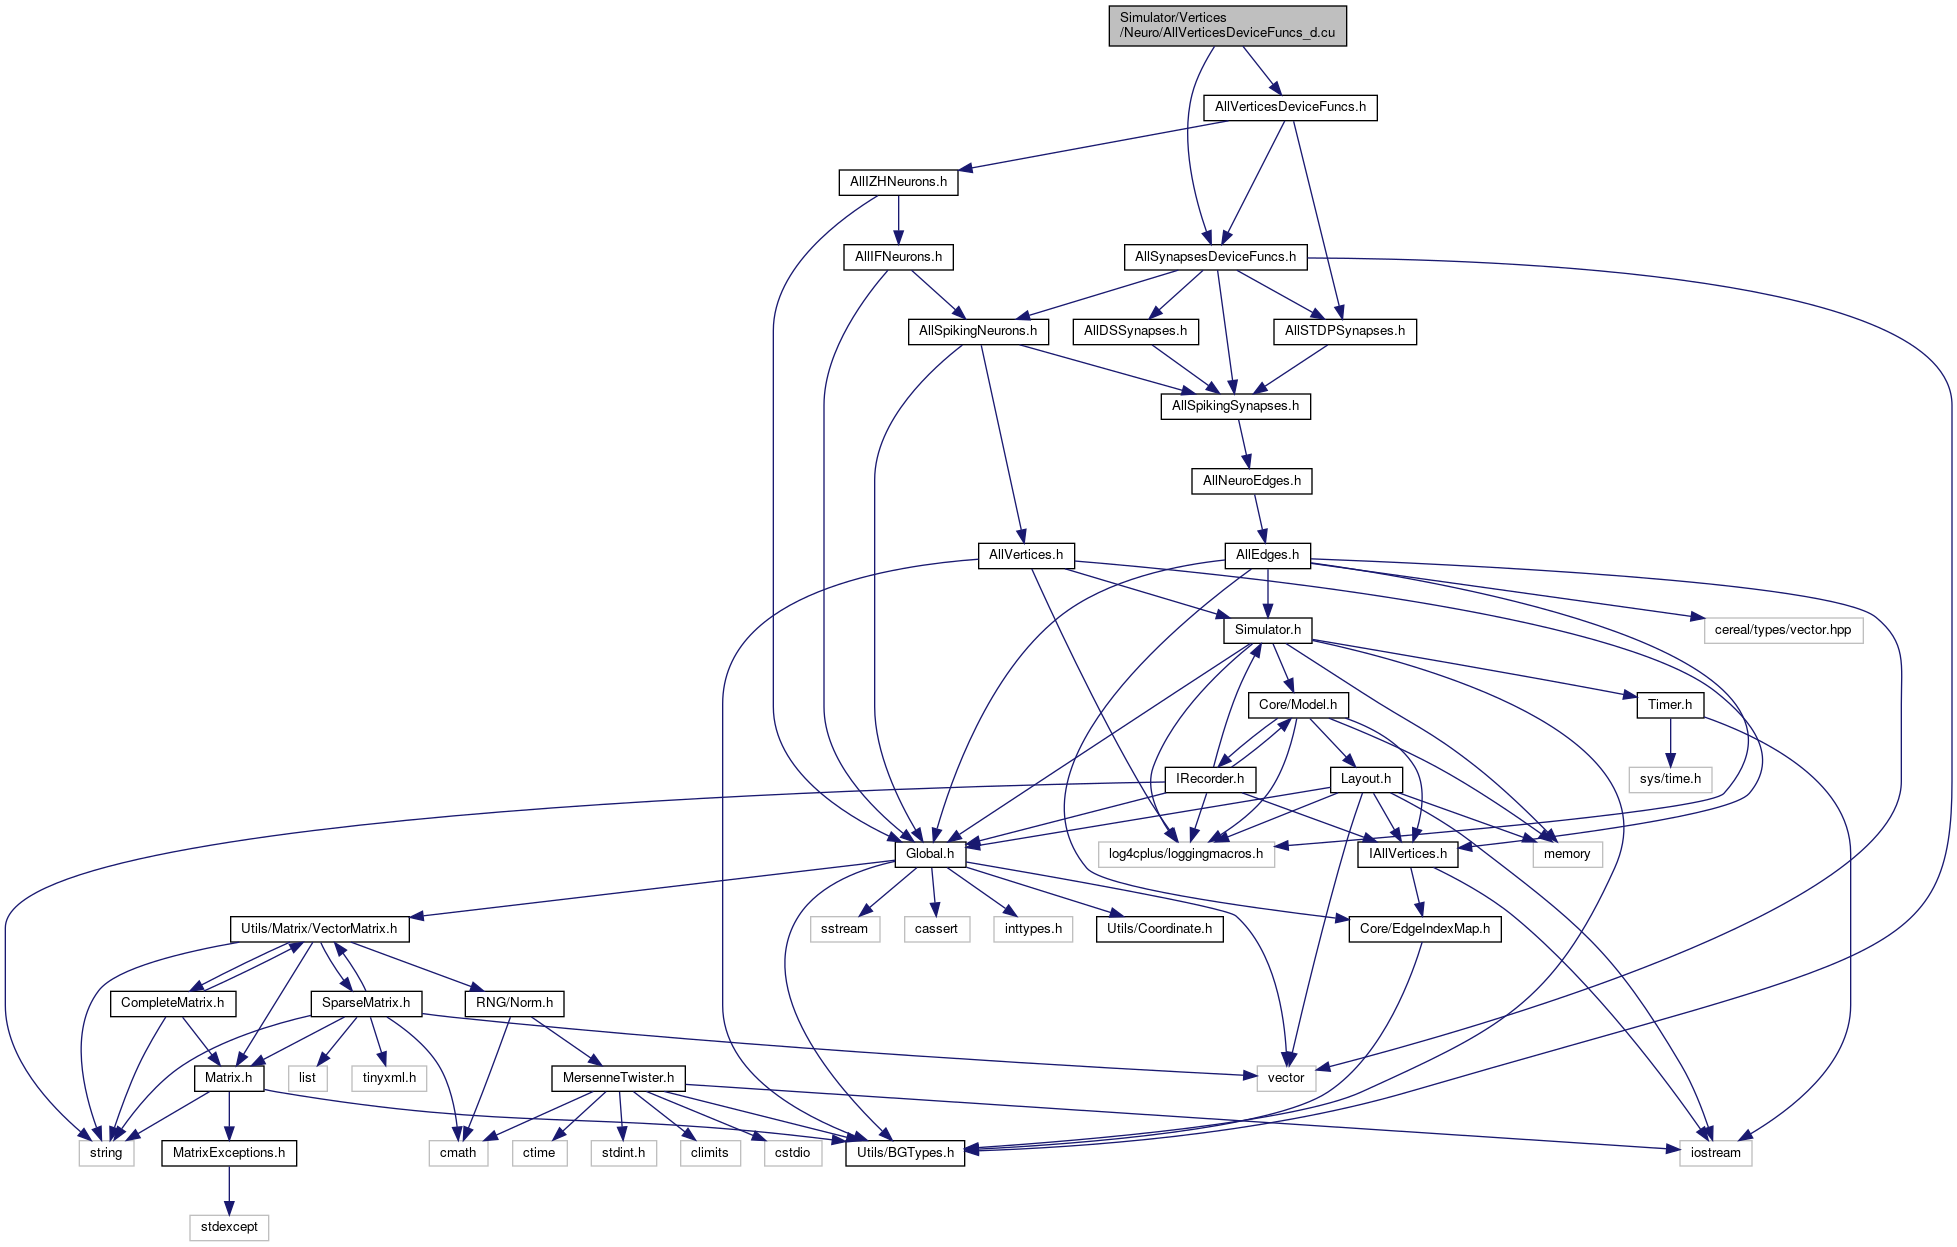 Simulator/Vertices
/Neuro/AllVerticesDeviceFuncs_d.cu
AllVerticesDeviceFuncs.h
AllIZHNeurons.h
AllIFNeurons.h
AllSynapsesDeviceFuncs.h
AllSpikingNeurons.h
AllDSSynapses.h
AllSTDPSynapses.h
AllSpikingSynapses.h
AllNeuroEdges.h
AllVertices.h
AllEdges.h
Simulator.h
cereal/types/vector.hpp
Core/Model.h
Timer.h
IRecorder.h
Layout.h
sys/time.h
Global.h
log4cplus/loggingmacros.h
IAllVertices.h
memory
Utils/Matrix/VectorMatrix.h
sstream
cassert
inttypes.h
Utils/Coordinate.h
Core/EdgeIndexMap.h
CompleteMatrix.h
SparseMatrix.h
RNG/Norm.h
Matrix.h
list
tinyxml.h
MersenneTwister.h
vector
string
MatrixExceptions.h
cmath
ctime
stdint.h
climits
cstdio
Utils/BGTypes.h
iostream
stdexcept